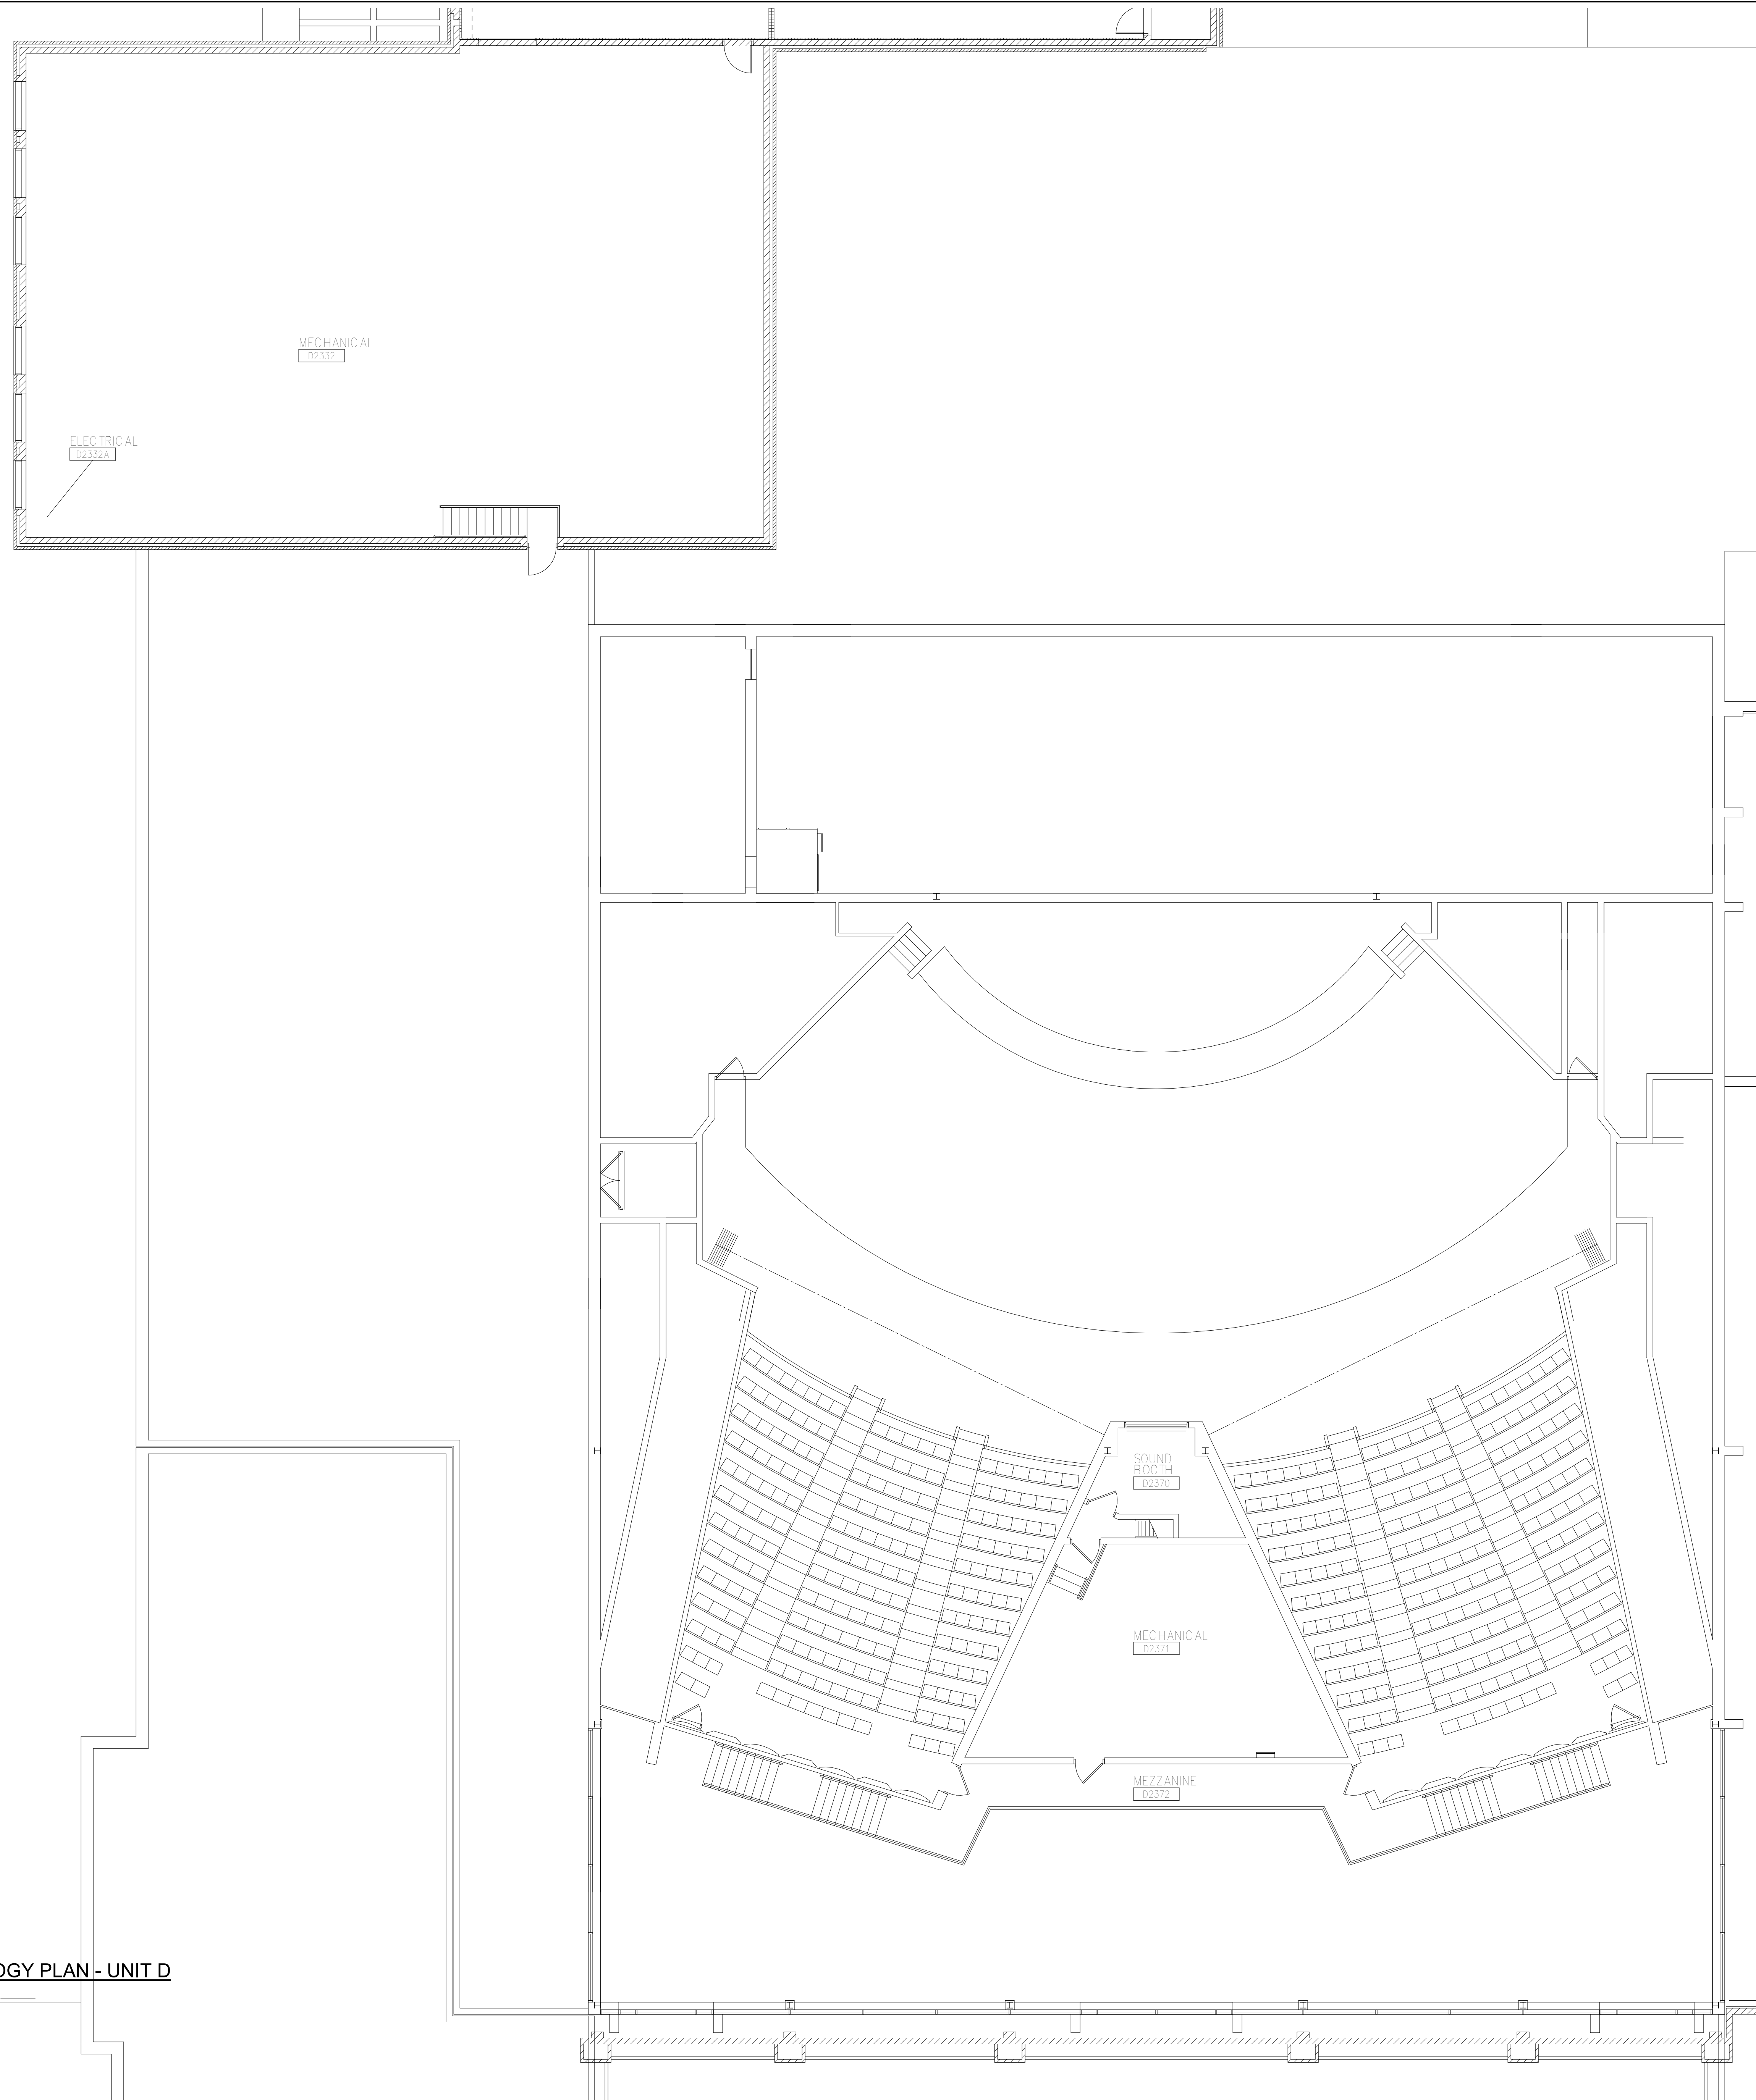 MECHANICAL
D2332
ELECTRICAL
D2332A
SOUND
BOOTH
D2370
MECHANICAL
D2371
MEZZANINE
D2372
OGY PLAN - UNIT D